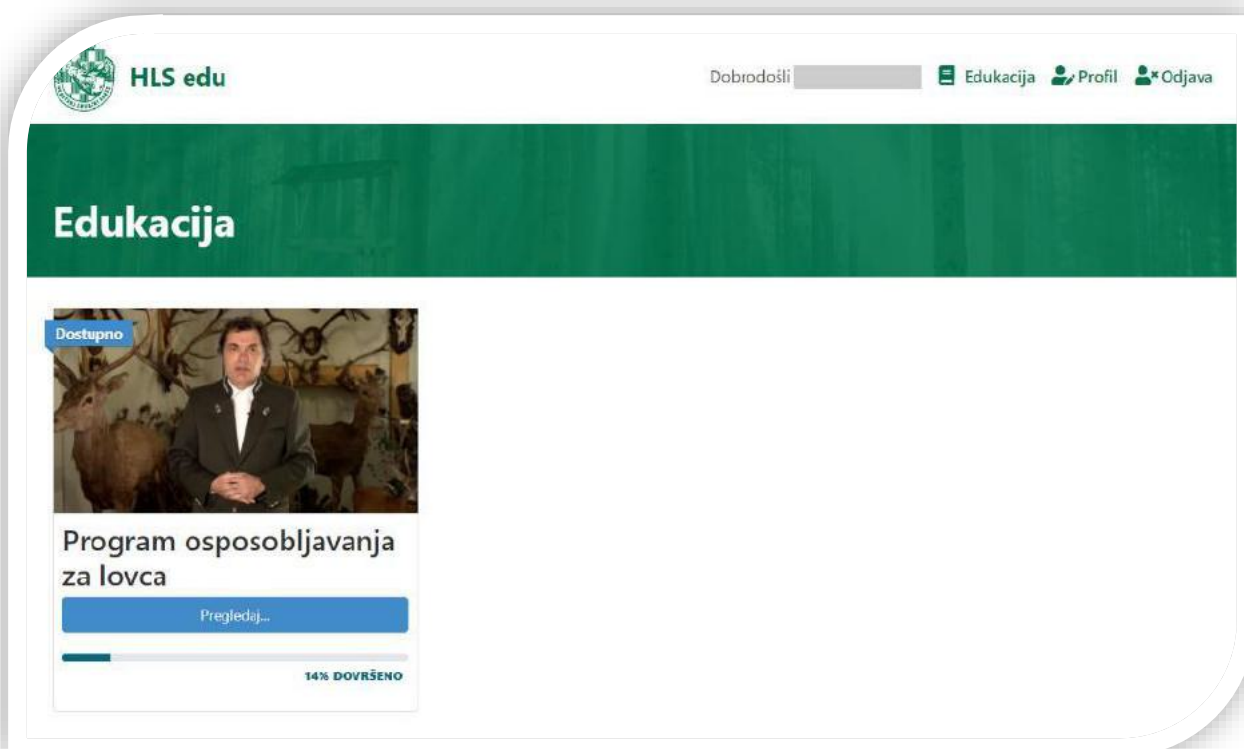 HLS edu
Dobrodošli
Edukacija
Profil
Odjava
Edukacija
Dostupno
Program osposobljavanja
za lovca
Pregledaj...
14% DOVRŠENO